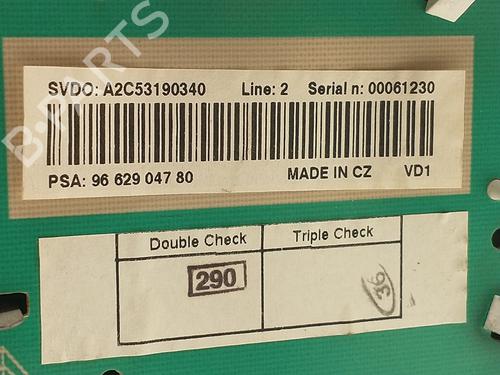 SVDO: A2C53190340 Line: 2 Serial n: 00061230
PSA: 96 629 047 80 MADE IN CZ VD1
Double Check Triple Check
290 36
B-PARTS